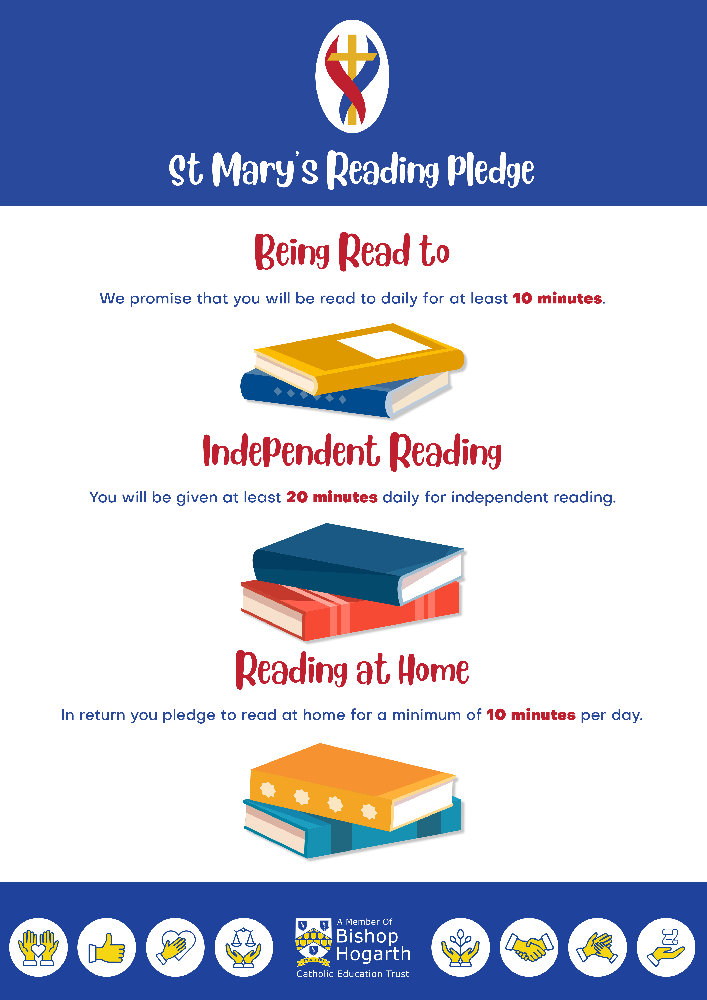 St Mary's Reading Pledge
Being Read to
We promise that you will be read to daily for at least 10 minutes.
Independent Reading
You will be given at least 20 minutes daily for independent reading.
Reading at Home
In return you pledge to read at home for a minimum of 10 minutes per day.
A Member Of
Bishop
Hogarth
Fortes in Fide
Catholic Education Trust